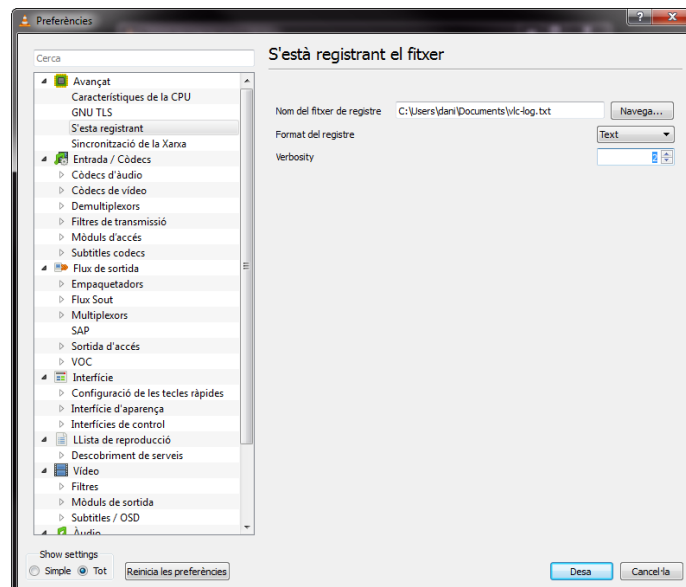 Preferències
Cerca
Avançat
Característiques de la CPU
GNU TLS
S'esta registrant
Sincronització de la Xarxa
Entrada / Còdecs
Còdecs d'àudio
Còdecs de vídeo
Demultiplexors
Filtres de transmissió
Mòduls d'accés
Subtitles codecs
Flux de sortida
Empaquetadors
Flux Sout
Multiplexors
SAP
Sortida d'accés
VOC
Interfície
Configuració de les tecles ràpides
Interfície d'aparença
Interfícies de control
LLista de reproducció
Descobriment de serveis
Vídeo
Filtres
Mòduls de sortida
Subtitles / OSD
Àudio
Show settings
Simple Tot Reinicia les preferències
S'està registrant el fitxer
Nom del fitxer de registre C:\Users\dani\Documents\vlc-log.txt Navega...
Format del registre Text
Verbosity 2
Desa Cancel·la